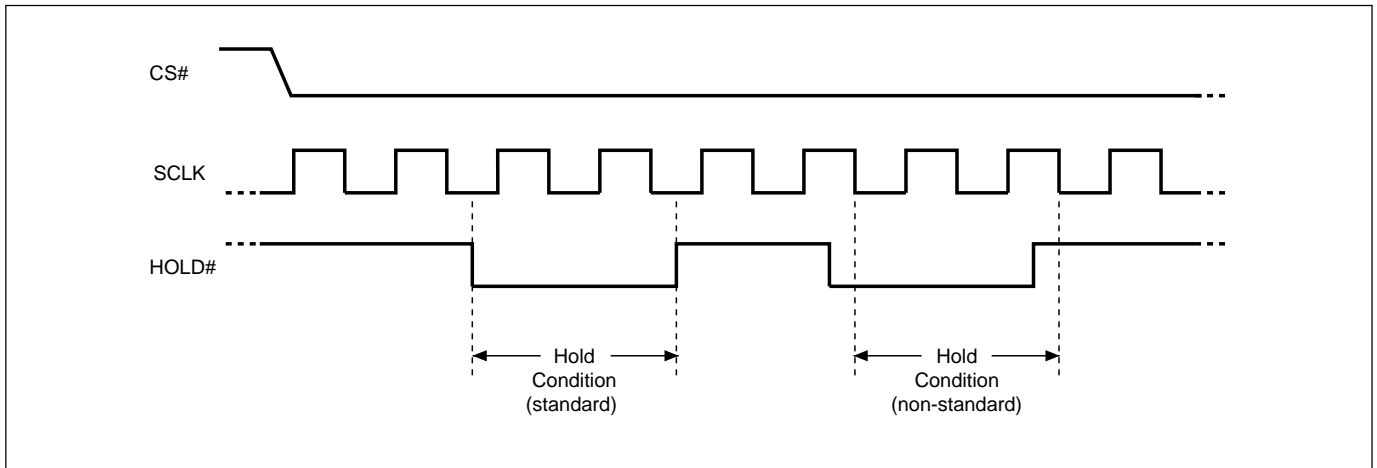 CS#
SCLK
HOLD#
Hold
Condition
(standard)
Hold
Condition
(non-standard)